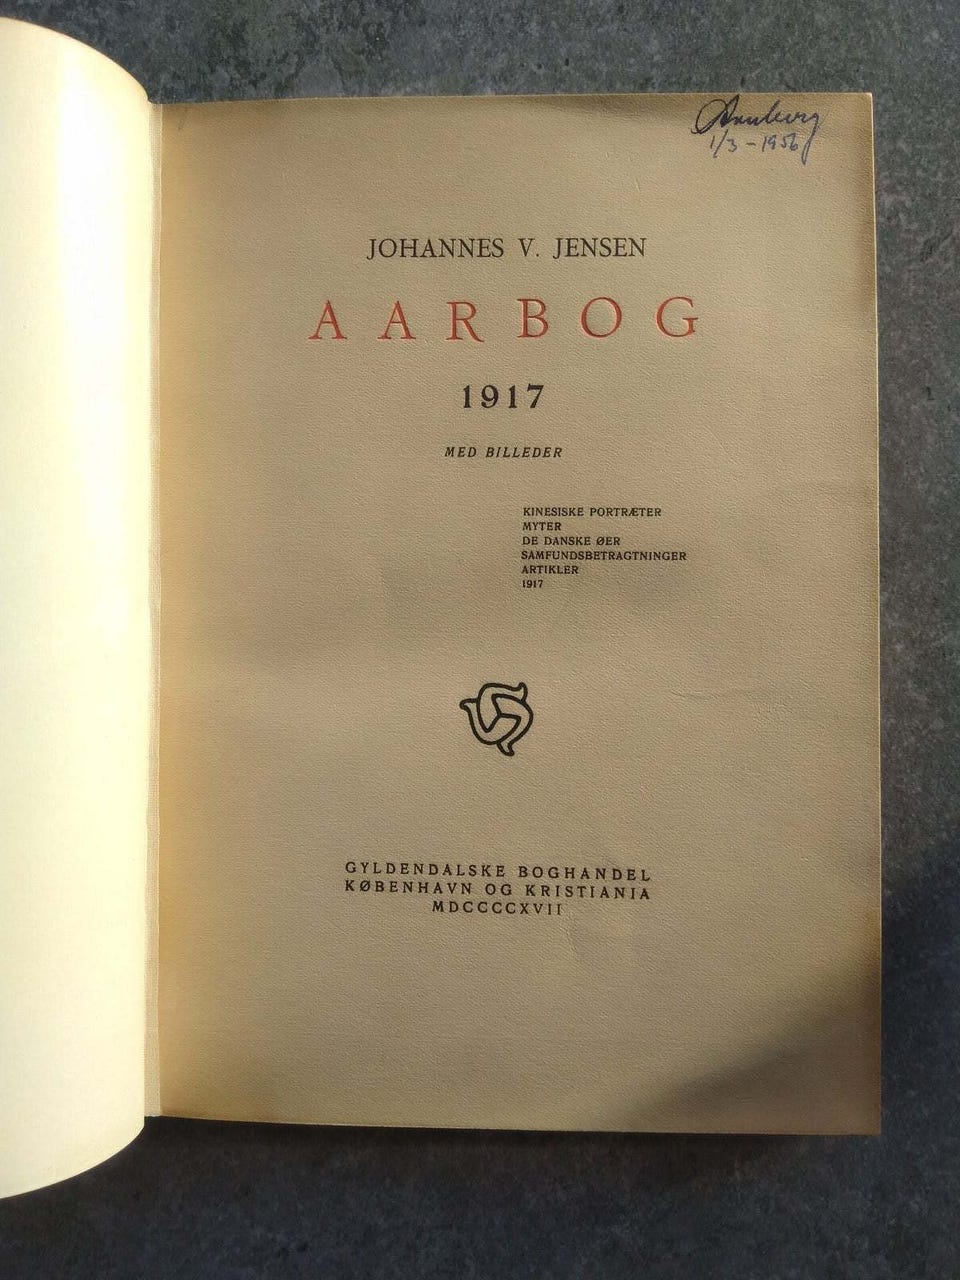 1/3-1956
JOHANNES V. JENSEN
AARBOG
1917
MED BILLEDER
KINESISKE PORTRÆTER
MYTER
DE DANSKE ØER
SAMFUNDSBETRAGTNINGER
ARTIKLER
1917
GYLDENDALSKE BOGHANDEL
KØBENHAVN OG KRISTIANIA
MDCCCCXVII